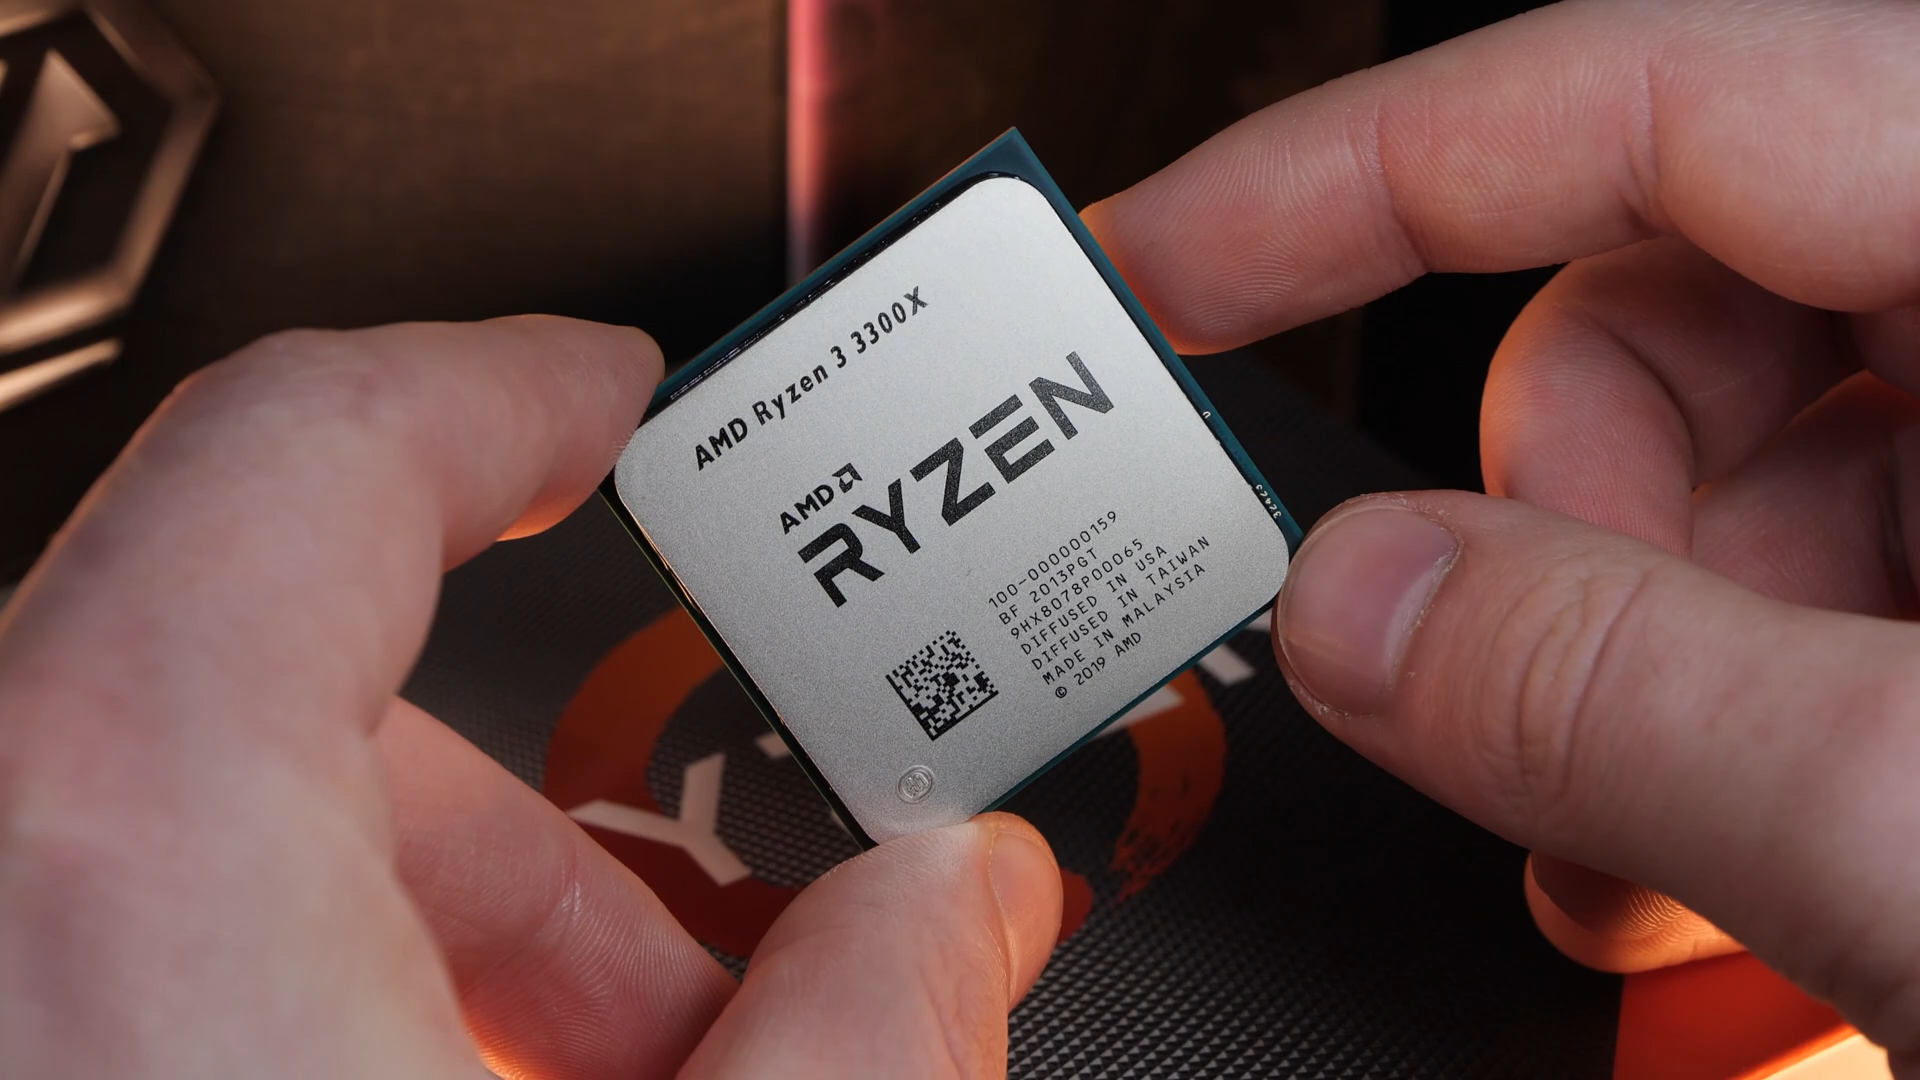 AMD Ryzen 3 3300X
AMD
RYZEN
100-000000159
BF 2013PGT
9HX8078P00065
DIFFUSED IN USA
DIFFUSED IN TAIWAN
MADE IN MALAYSIA
© 2019 AMD